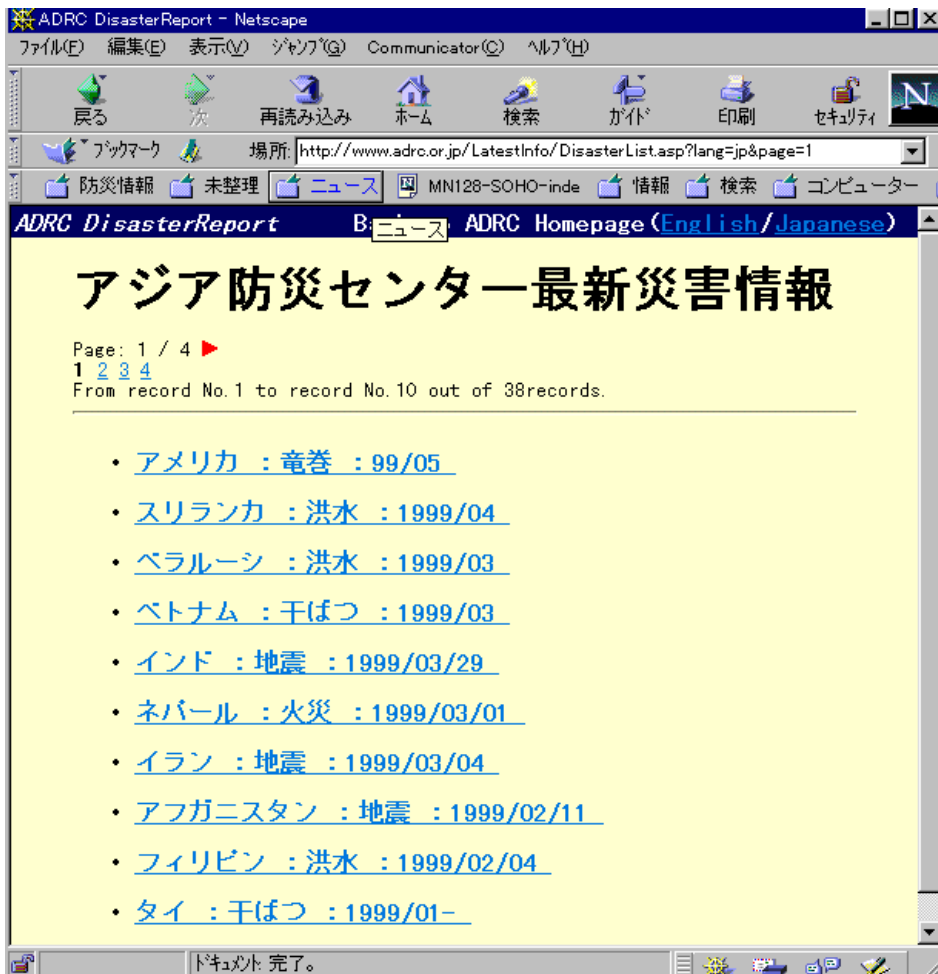 ADRC DisasterReport - Netscape
ファイル(F) 編集(E) 表示(V) ジャンプ(G) Communicator(C) ヘルプ(H)
戻る 次 再読み込み ホーム 検索 ガイド 印刷 セキュリティ N
ブックマーク 場所: http://www.adrc.or.jp/LatestInfo/DisasterList.asp?lang=jp&page=1
防災情報 未整理 ニュース MN128-SOHO-inde 情報 検索 コンピューター
ADRC DisasterReport ADRC Homepage(English/Japanese)
ニュース
アジア防災センター最新災害情報
Page: 1 / 4
1 2 3 4
From record No.1 to record No.10 out of 38records.
・ アメリカ :竜巻 :99/05
・ スリランカ :洪水 :1999/04
・ ベラルーシ :洪水 :1999/03
・ ベトナム :干ばつ :1999/03
・ インド :地震 :1999/03/29
・ ネパール :火災 :1999/03/01
・ イラン :地震 :1999/03/04
・ アフガニスタン :地震 :1999/02/11
・ フィリピン :洪水 :1999/02/04
・ タイ :干ばつ :1999/01-
ドキュメント: 完了。